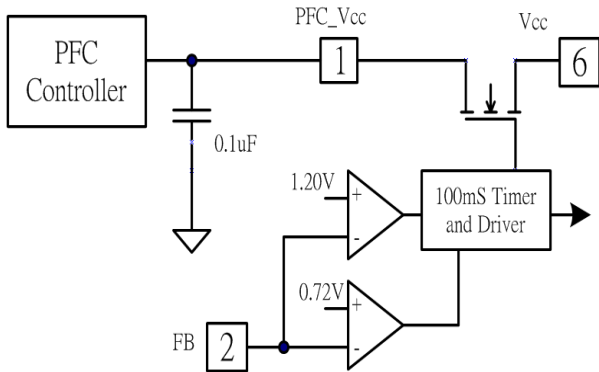 PFC_Vcc
Vcc
PFC
Controller
1
6
0.1uF
1.20V
+
-
100mS Timer
and Driver
0.72V
+
-
FB
2